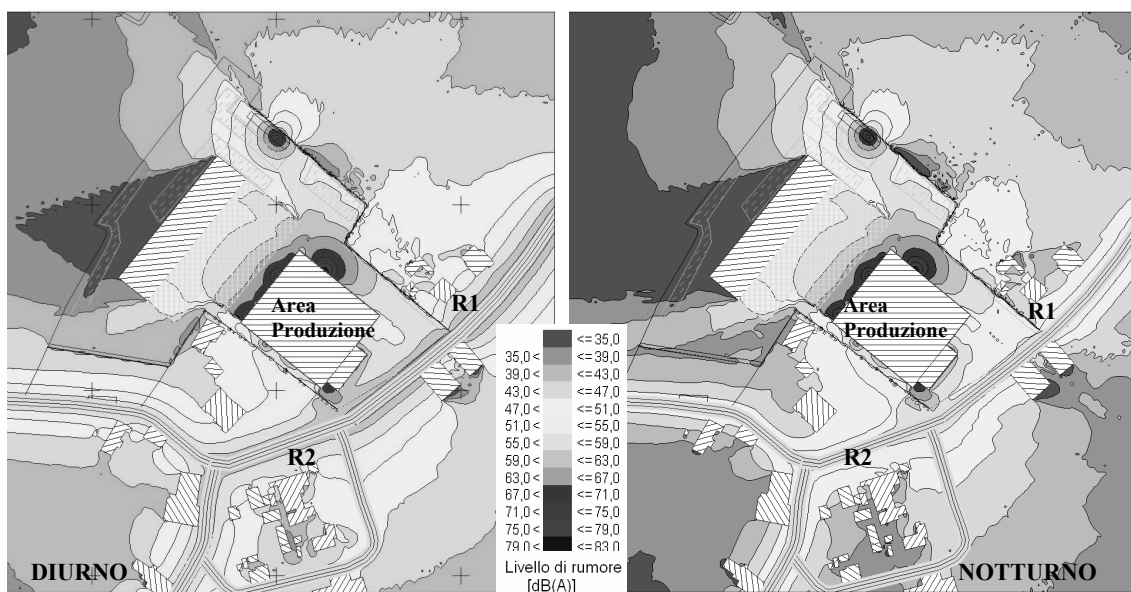 R1
Area
Produzione
R2
DIURNO
R1
Area
Produzione
R2
NOTTURNO
<=35,0
35,0< <=39,0
39,0< <=43,0
43,0< <=47,0
47,0< <=51,0
51,0< <=55,0
55,0< <=59,0
59,0< <=63,0
63,0< <=67,0
67,0< <=71,0
71,0< <=75,0
75,0< <=79,0
79,0< <=83,0
Livello di rumore
[dB(A)]